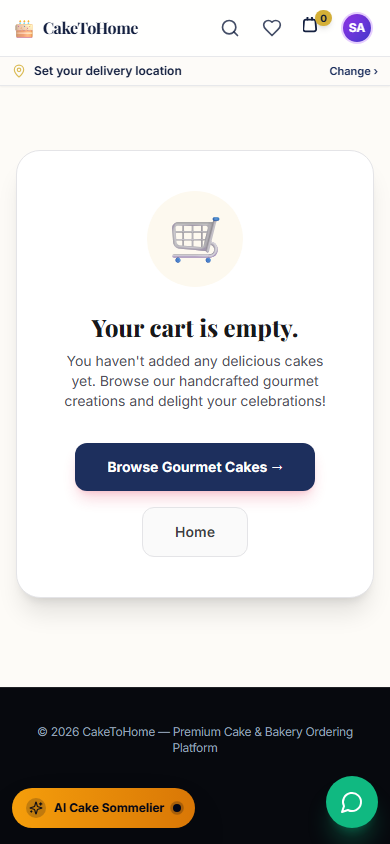 CakeToHome
0
SA
Set your delivery location
Change ›
Your cart is empty.
You haven't added any delicious cakes
yet. Browse our handcrafted gourmet
creations and delight your celebrations!
Browse Gourmet Cakes →
Home
© 2026 CakeToHome — Premium Cake & Bakery Ordering
Platform
AI Cake Sommelier